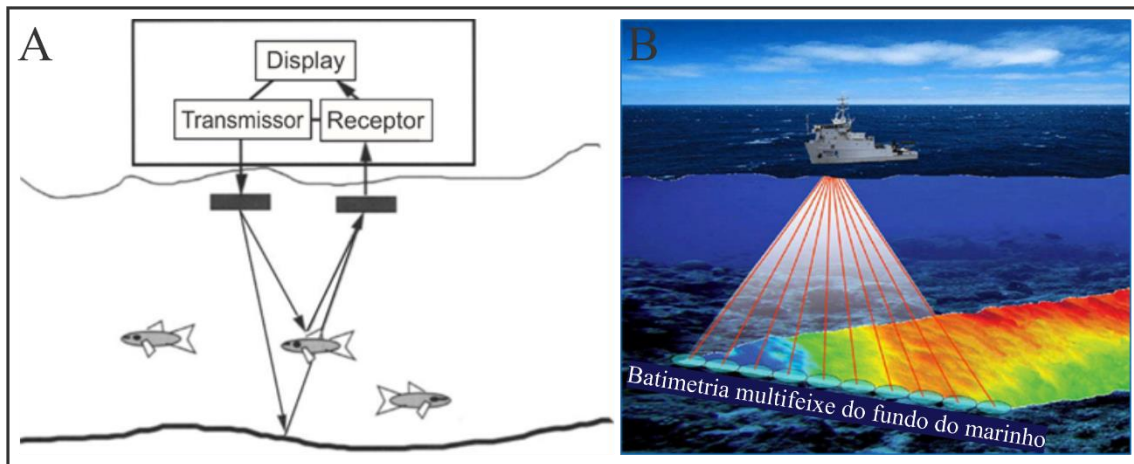 A
Display
Transmissor
Receptor
B
Batimetria multifeixe do fundo do marinho